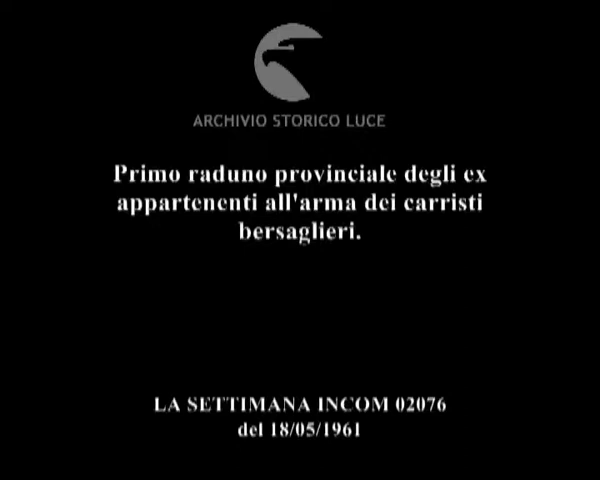 ARCHIVIO STORICO LUCE
Primo raduno provinciale degli ex
appartenenti all'arma dei carristi
bersaglieri.
LA SETTIMANA INCOM 02076
del 18/05/1961